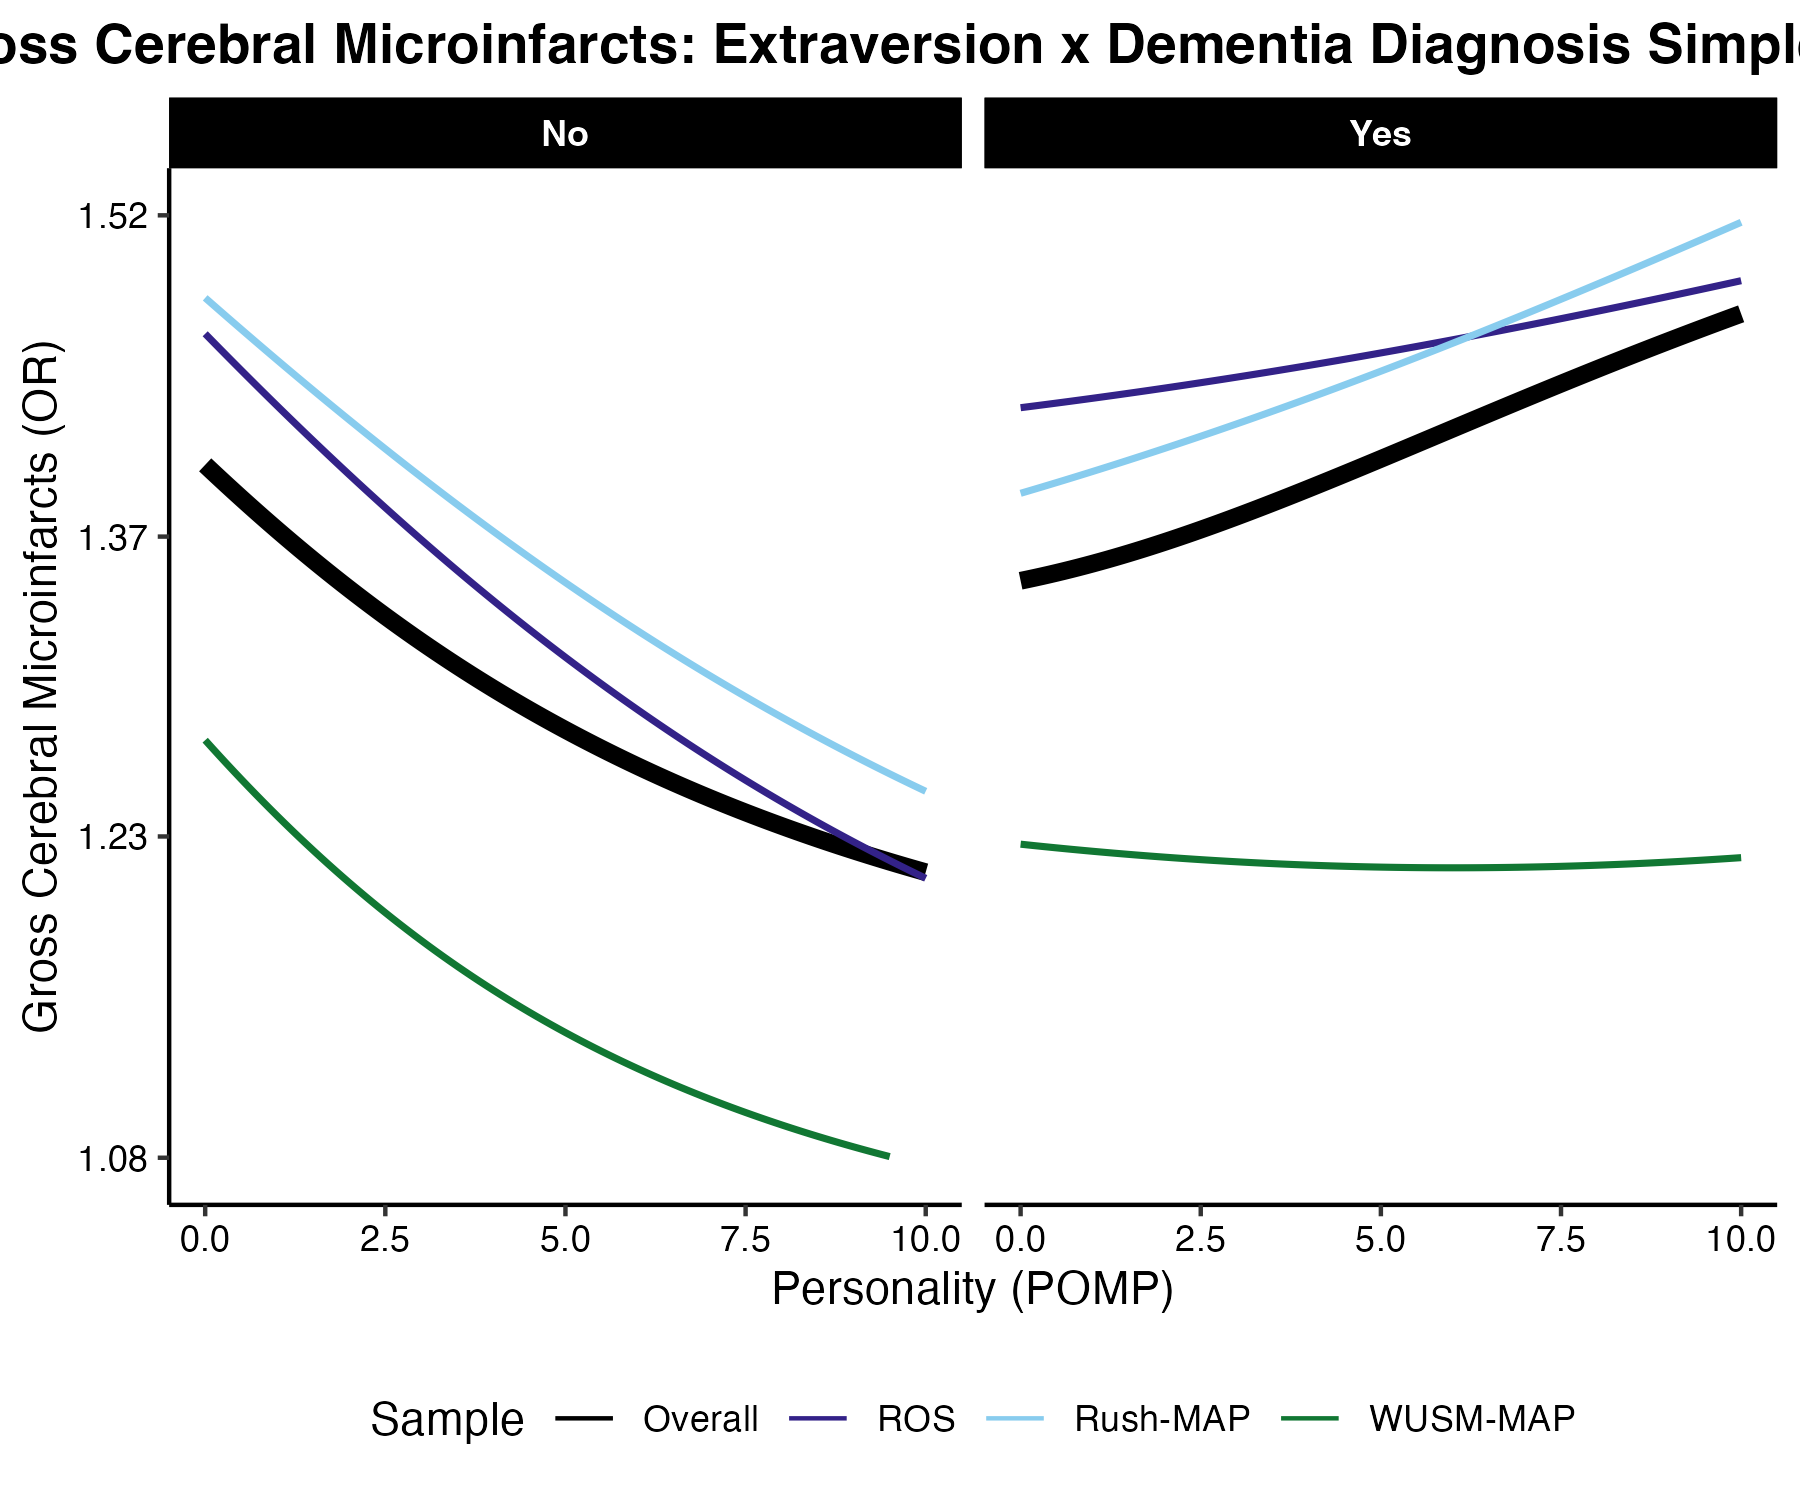 oss Cerebral Microinfarcts: Extraversion x Dementia Diagnosis Simpl
No Yes
Gross Cerebral Microinfarcts (OR)
1.52
1.37
1.23
1.08
0.0 2.5 5.0 7.5 10.0 0.0 2.5 5.0 7.5 10.0
Personality (POMP)
Sample Overall ROS Rush-MAP WUSM-MAP